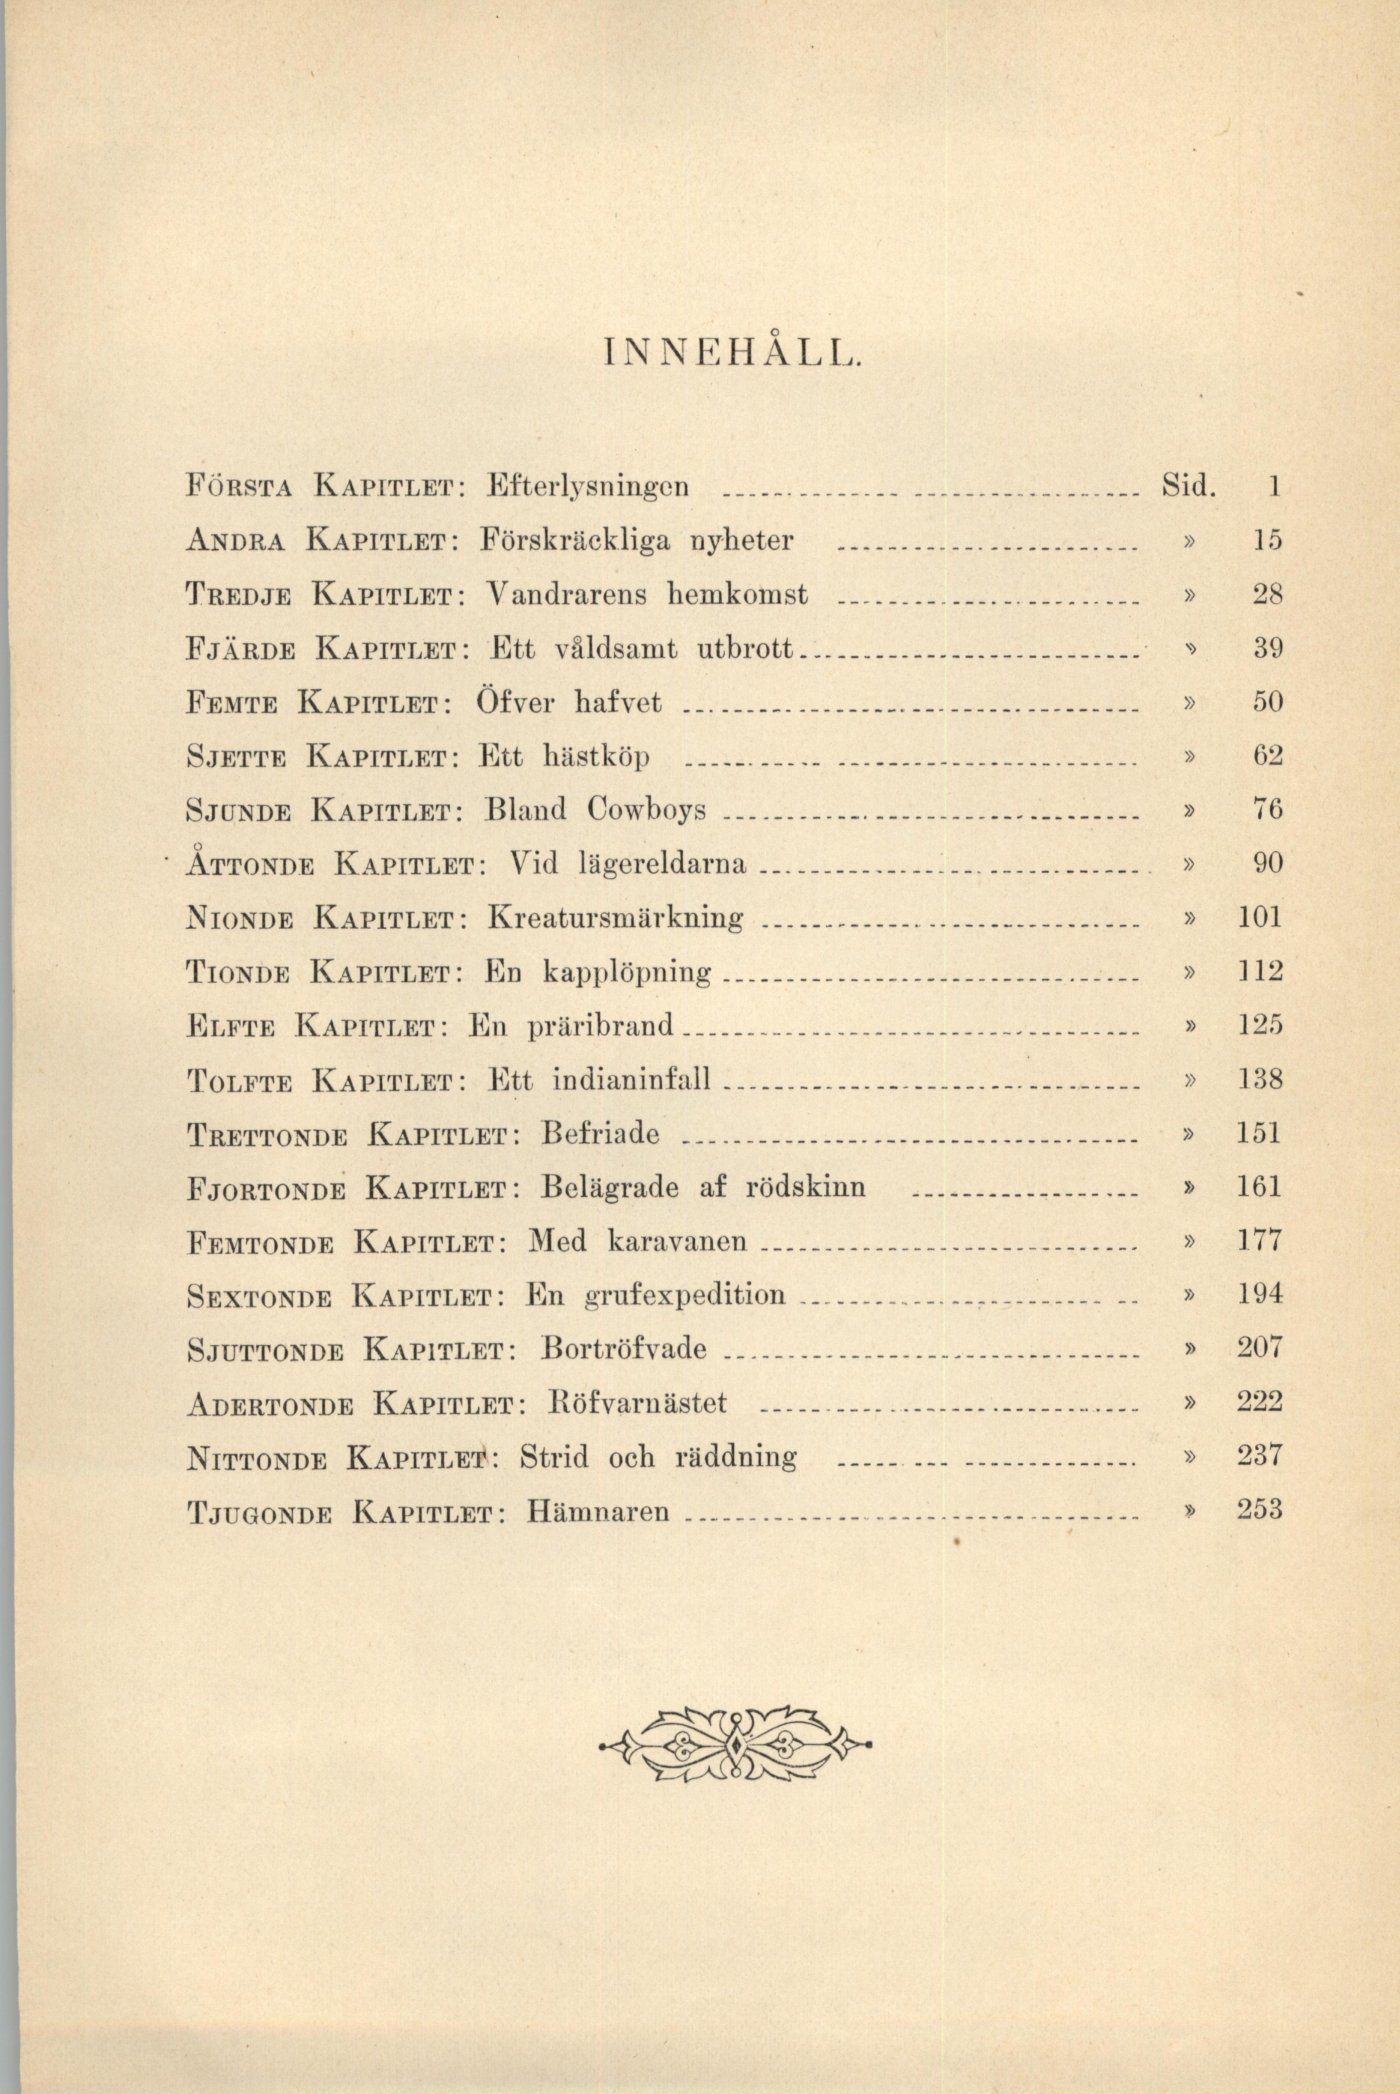 INNEHÅLL.
FÖRSTA KAPITLET: Efterlysningen Sid. 1
ANDRA KAPITLET: Förskräckliga nyheter » 15
TREDJE KAPITLET: Vandrarens hemkomst » 28
FJÄRDE KAPITLET: Ett våldsamt utbrott » 39
FEMTE KAPITLET: Öfver hafvet » 50
SJETTE KAPITLET: Ett hästköp » 62
SJUNDE KAPITLET: Bland Cowboys » 76
ÅTTONDE KAPITLET: Vid lägereldarna » 90
NIONDE KAPITLET: Kreatursmärkning » 101
TIONDE KAPITLET: En kapplöpning » 112
ELFTE KAPITLET: En präribrand » 125
TOLFTE KAPITLET: Ett indianinfall » 138
TRETTONDE KAPITLET: Befriade » 151
FJORTONDE KAPITLET: Belägrade af rödskinn » 161
FEMTONDE KAPITLET: Med karavanen » 177
SEXTONDE KAPITLET: En grufexpedition » 194
SJUTTONDE KAPITLET: Bortröfvade » 207
ADERTONDE KAPITLET: Röfvarnästet » 222
NITTONDE KAPITLET: Strid och räddning » 237
TJUGONDE KAPITLET: Hämnaren » 253